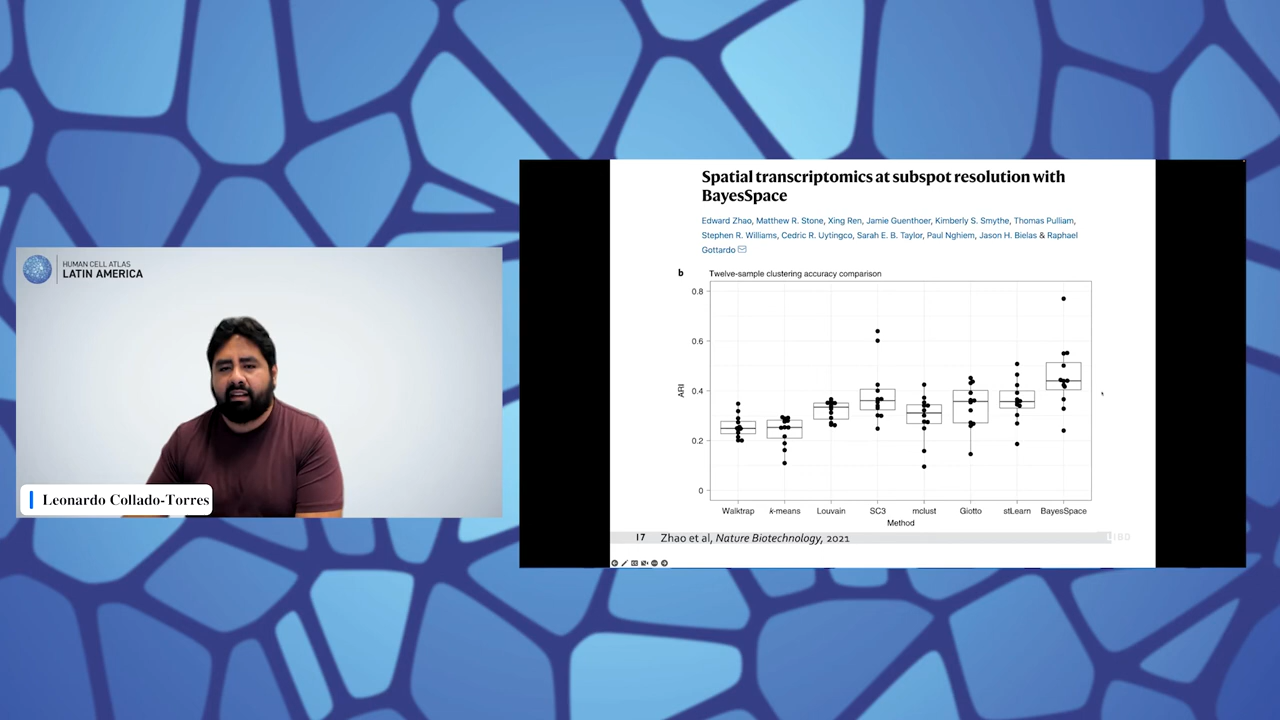 HUMAN CELL ATLAS
LATIN AMERICA
Leonardo Collado-Torres
Spatial transcriptomics at subspot resolution with
BayesSpace
Edward Zhao, Matthew R. Stone, Xing Ren, Jamie Guenthoer, Kimberly S. Smythe, Thomas Pulliam,
Stephen R. Williams, Cedric R. Uytingco, Sarah E. B. Taylor, Paul Nghiem, Jason H. Bielas & Raphael
Gottardo
b Twelve-sample clustering accuracy comparison
0.8
0.6
0.4
0.2
0
ARI
Walktrap k-means Louvain SC3 mclust Giotto stLearn BayesSpace
Method
17 Zhao et al, Nature Biotechnology, 2021
LIBD